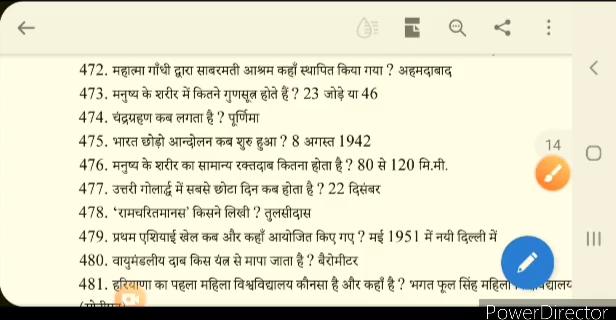 472. महात्मा गाँधी द्वारा साबरमती आश्रम कहाँ स्थापित किया गया ? अहमदाबाद
473. मनुष्य के शरीर में कितने गुणसूत्र होते हैं ? 23 जोड़े या 46
474. चंद्रग्रहण कब लगता है ? पूर्णिमा
475. भारत छोड़ो आन्दोलन कब शुरु हुआ ? 8 अगस्त 1942
476. मनुष्य के शरीर का सामान्य रक्तदाब कितना होता है ? 80 से 120 मि.मी.
477. उत्तरी गोलार्द्ध में सबसे छोटा दिन कब होता है ? 22 दिसंबर
478. ‘रामचरितमानस’ किसने लिखी ? तुलसीदास
479. प्रथम एशियाई खेल कब और कहाँ आयोजित किए गए ? मई 1951 में नयी दिल्ली में
480. वायुमंडलीय दाब किस यंत्र से मापा जाता है ? बैरोमीटर
481. हरियाणा का पहला महिला विश्वविद्यालय कौनसा है और कहाँ है ? भगत फूल सिंह महिला
14
PowerDirector